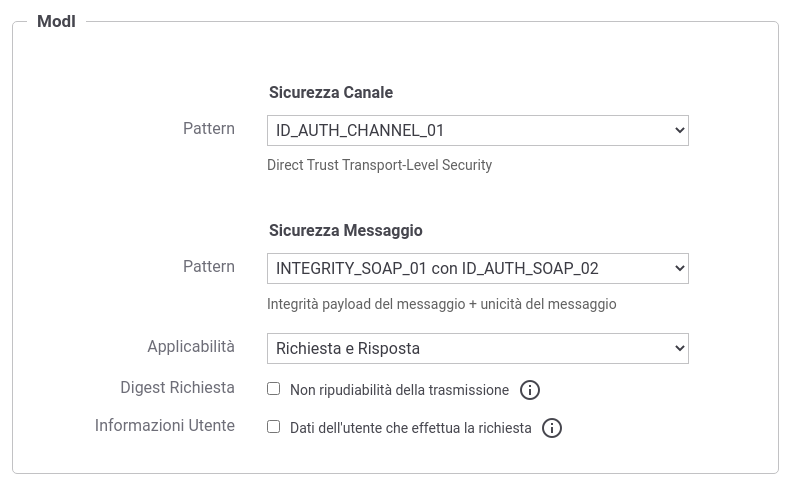 ModI
Sicurezza Canale
Pattern
ID_AUTH_CHANNEL_01
Direct Trust Transport-Level Security
Sicurezza Messaggio
Pattern
INTEGRITY_SOAP_01 con ID_AUTH_SOAP_02
Integrità payload del messaggio + unicità del messaggio
Applicabilità
Richiesta e Risposta
Digest Richiesta
Non ripudiabilità della trasmissione
Informazioni Utente
Dati dell'utente che effettua la richiesta